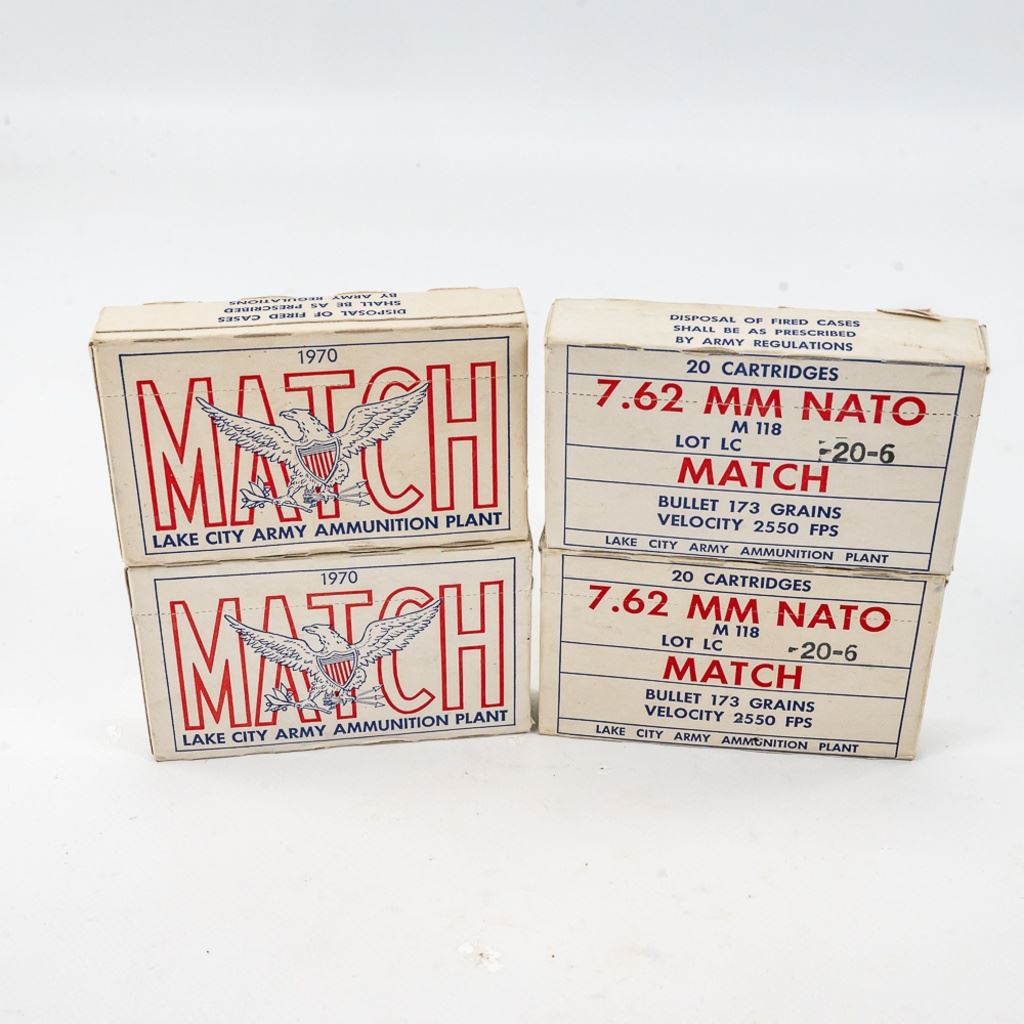 DISPOSAL OF FIRED CASES
SHALL BE AS PRESCRIBED
BY ARMY REGULATIONS
1970
MATCH
LAKE CITY ARMY AMMUNITION PLANT
1970
MATCH
LAKE CITY ARMY AMMUNITION PLANT
DISPOSAL OF FIRED CASES
SHALL BE AS PRESCRIBED
BY ARMY REGULATIONS
20 CARTRIDGES
7.62 MM NATO
M 118
LOT LC -20-6
MATCH
BULLET 173 GRAINS
VELOCITY 2550 FPS
LAKE CITY ARMY AMMUNITION PLANT
20 CARTRIDGES
7.62 MM NATO
M 118
LOT LC -20-6
MATCH
BULLET 173 GRAINS
VELOCITY 2550 FPS
LAKE CITY ARMY AMMUNITION PLANT